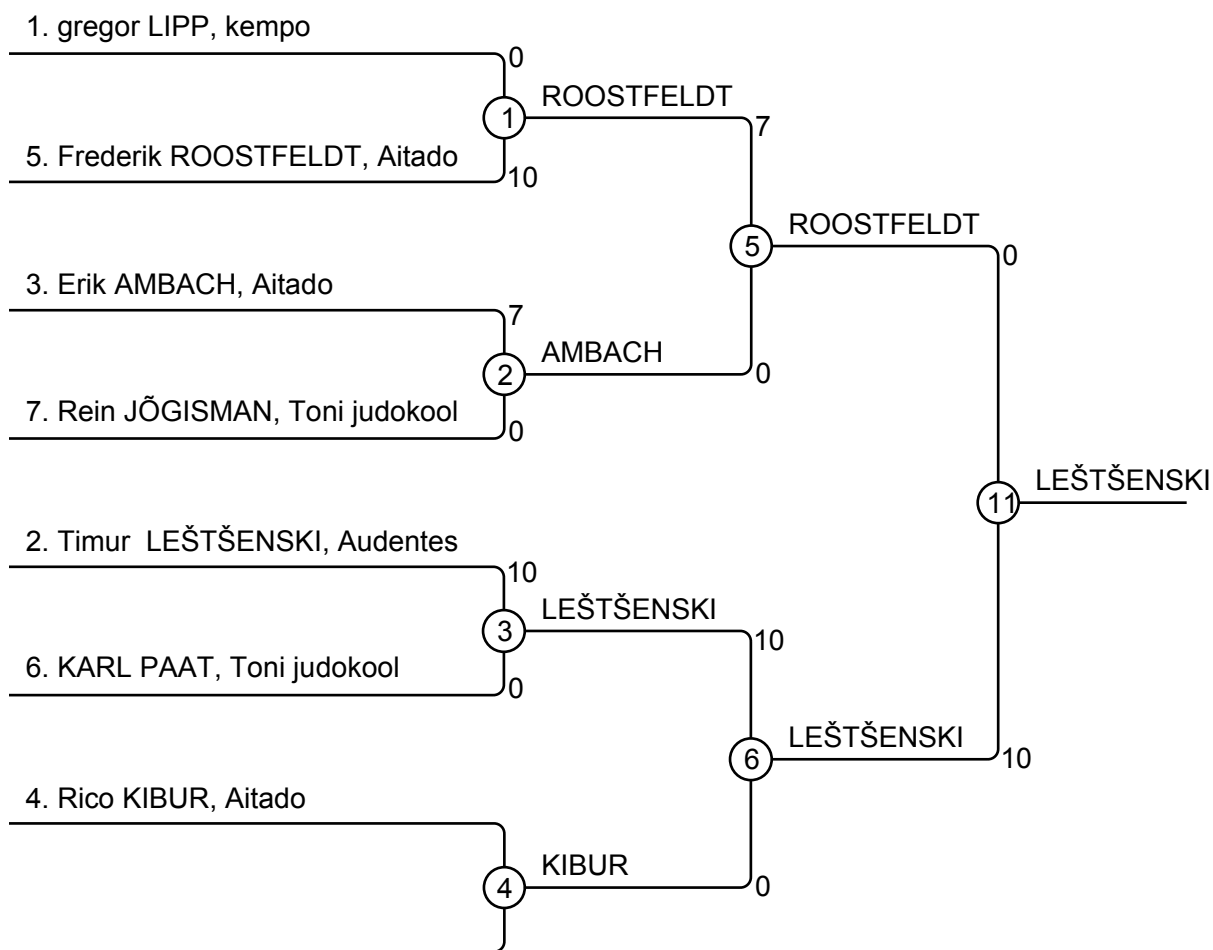 1. gregor LIPP, kempo
0
ROOSTFELDT
1
7
5. Frederik ROOSTFELDT, Aitado
10
ROOSTFELDT
5
0
3. Erik AMBACH, Aitado
7
AMBACH
2
0
7. Rein JÕGISMAN, Toni judokool
0
LEŠTŠENSKI
11
2. Timur  LEŠTŠENSKI, Audentes
10
LEŠTŠENSKI
3
10
6. KARL PAAT, Toni judokool
0
LEŠTŠENSKI
6
10
4. Rico KIBUR, Aitado
KIBUR
4
0